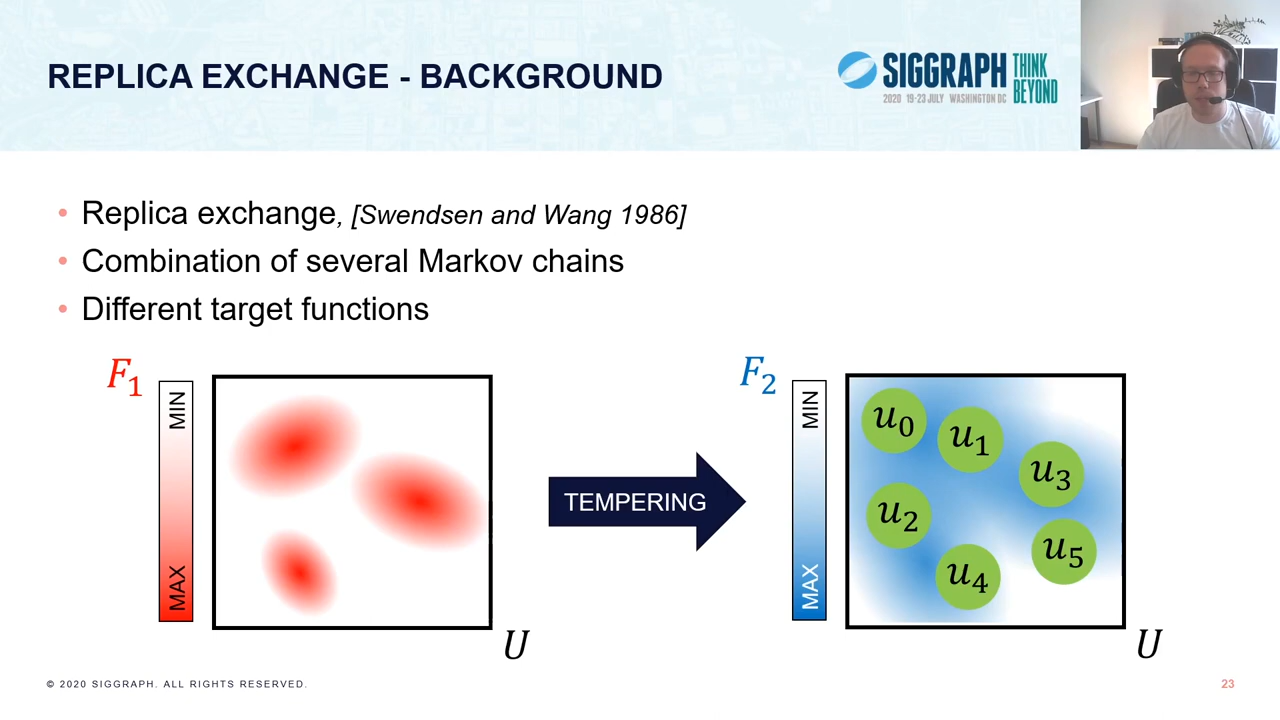 REPLICA EXCHANGE - BACKGROUND
SIGGRAPH THINK BEYOND
2020 19-23 JULY WASHINGTON DC
• Replica exchange, [Swendsen and Wang 1986]
• Combination of several Markov chains
• Different target functions
F₁
MIN
MAX
U
TEMPERING
F₂
MIN
MAX
u₀
u₁
u₃
u₂
u₅
u₄
U
© 2020 SIGGRAPH. ALL RIGHTS RESERVED.
23